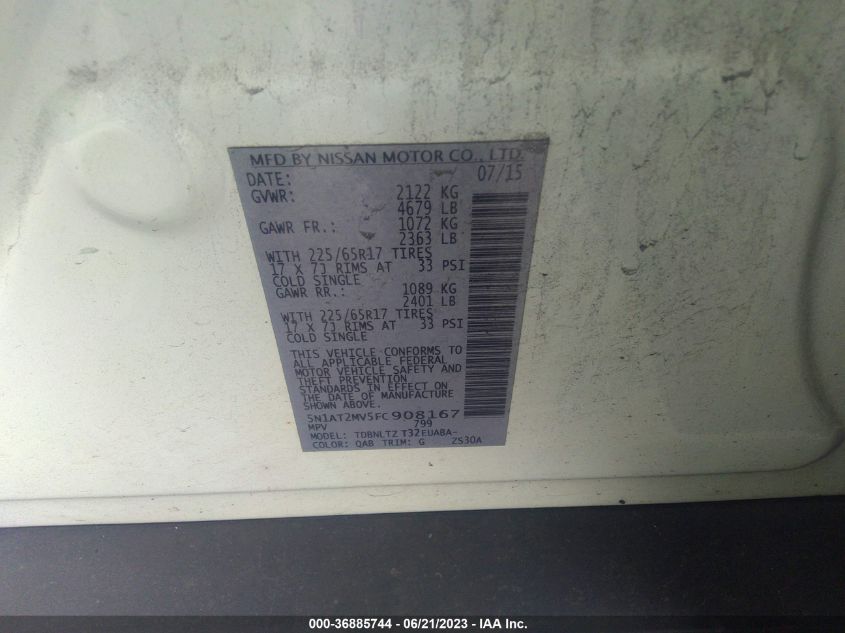 MFD BY NISSAN MOTOR CO., LTD.
DATE: 07/15
GVWR: 2122 KG
4679 LB
GAWR FR.: 1072 KG
2363 LB
WITH 225/65R17 TIRES
17 X 7J RIMS AT 33 PSI
COLD SINGLE
GAWR RR.: 1089 KG
2401 LB
WITH 225/65R17 TIRES
17 X 7J RIMS AT 33 PSI
COLD SINGLE
THIS VEHICLE CONFORMS TO
ALL APPLICABLE FEDERAL
MOTOR VEHICLE SAFETY AND
THEFT PREVENTION
STANDARDS IN EFFECT ON
THE DATE OF MANUFACTURE
SHOWN ABOVE.
5N1AT2MV5FC908167
MPV 799
MODEL: TDBNLTZ T32EUABA-
COLOR: QAB TRIM: G 2S30A
000-36885744 / 06/21/2023 - IAA Inc.